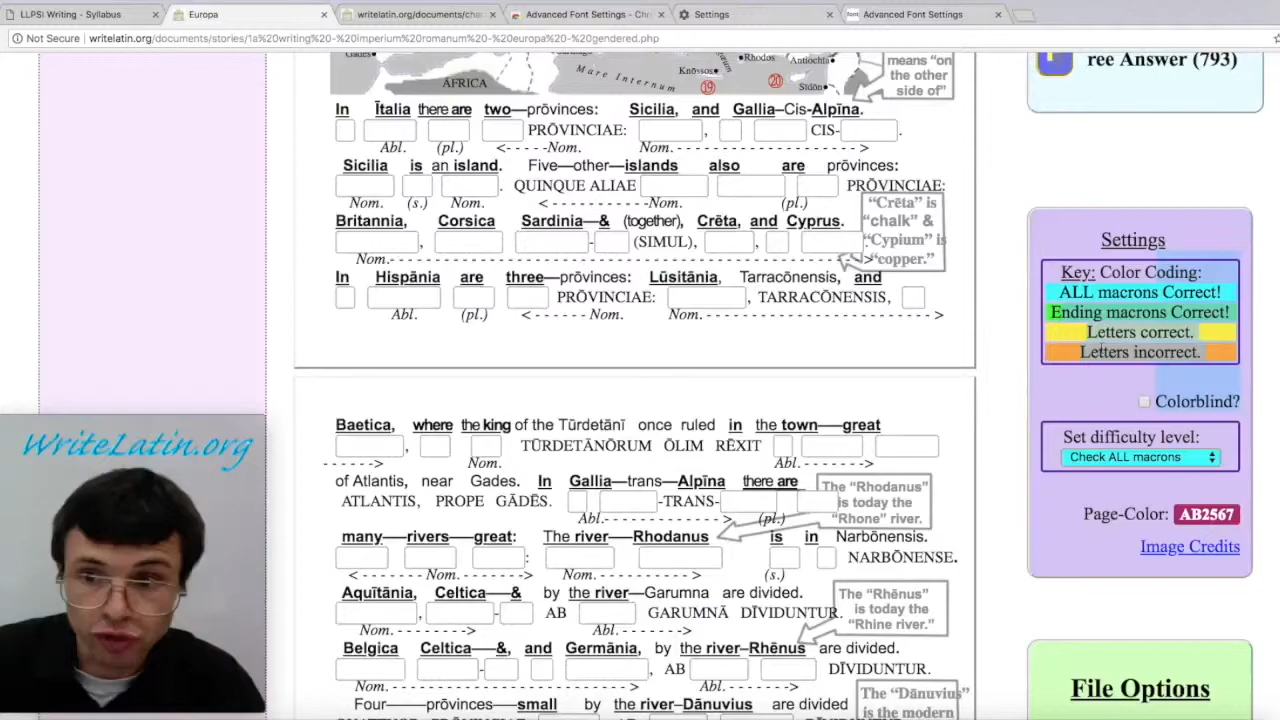 LLPSI Writing - Syllabus
Europa
writelatin.org/documents/cha
Advanced Font Settings - Chr
Settings
Advanced Font Settings
Not Secure | writelatin.org/documents/stories/1a%20writing%20-%20imperium%20romanum%20-%20europa%20-%20gendered.php
Gādēs
ĀFRICA
Mare Internum
Knōssos
Rhodos
Antiochīa
Sidōn
19
20
means "on
the other
side of"
ree Answer (793)
In Ītalia there are two—prōvinces: Sicilia, and Gallia–Cis-Alpīna.
PRŌVINCIAE: , CIS- .
Abl. (pl.) <- - - - -Nom. Nom.- - - - - - - - - - - - - - - - - - - >
Sicilia is an island. Five—other—islands also are prōvinces:
. QUINQUE ALIAE PRŌVINCIAE:
Nom. (s.) Nom. < - - - - - - - - - -Nom. (pl.)
Britannia, Corsica Sardinia—& (together), Crēta, and Cyprus.
, - (SIMUL), , .
Nom.- - - - - - - - - - - - - - - - - - - - - - - - - - - - - - - - - - - - - >
"Crēta" is
"chalk" &
"Cypium" is
"copper."
In Hispānia are three—prōvinces: Lūsitānia, Tarracōnensis, and
PRŌVINCIAE: , TARRACŌNENSIS,
Abl. (pl.) <- - - - - Nom. Nom. - - - - - - - - - - - - - - - - - - >
Settings
Key: Color Coding:
ALL macrons Correct!
Ending macrons Correct!
Letters correct.
Letters incorrect.
Colorblind?
Set difficulty level:
Check ALL macrons
Page-Color: AB2567
Image Credits
File Options
Baetica, where the king of the Tūrdetānī once ruled in the town—great
, TŪRDETĀNŌRUM ŌLIM RĒXIT
- - - - - -> Nom. Abl.- - - - - - - ->
of Atlantis, near Gades. In Gallia—trans—Alpīna there are
ATLANTIS, PROPE GĀDĒS. -TRANS-
Abl.- - - - - - - - - - - > (pl.)
The "Rhodanus"
is today the
"Rhone" river.
many—rivers—great: The river—Rhodanus is in Narbōnensis.
: NARBŌNENSE.
< - - - - - - - Nom. - - - - - - > Nom. - - - - - - - - - > (s.)
Aquītānia, Celtica—& by the river—Garumna are divided.
, - AB GARUMNĀ DĪVIDUNTUR.
Nom. - - - - - - - -> Abl.- - - - - - ->
The "Rhēnus"
is today the
"Rhine river."
Belgica Celtica—&, and Germānia, by the river–Rhēnus are divided.
- , , AB DĪVIDUNTUR.
Nom. - - - - - - - - - - - - - - - - - - - - - - > Abl.- - - - - - - - >
Four——prōvinces—small by the river–Dānuvius are divided
The "Dānuvius"
is the modern
WriteLatin.org